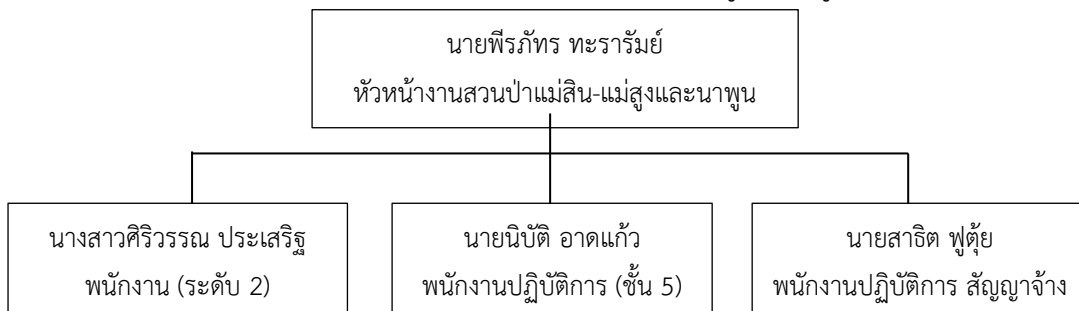 นายพีรภัทร ทะรารัมย์
หัวหน้างานสวนป่าแม่สิน-แม่สูงและนาพูน
นางสาวศิริวรรณ ประเสริฐ
พนักงาน (ระดับ 2)
นายนิบัติ อาดแก้ว
พนักงานปฏิบัติการ (ชั้น 5)
นายสาธิต ฟูตุ้ย
พนักงานปฏิบัติการ สัญญาจ้าง